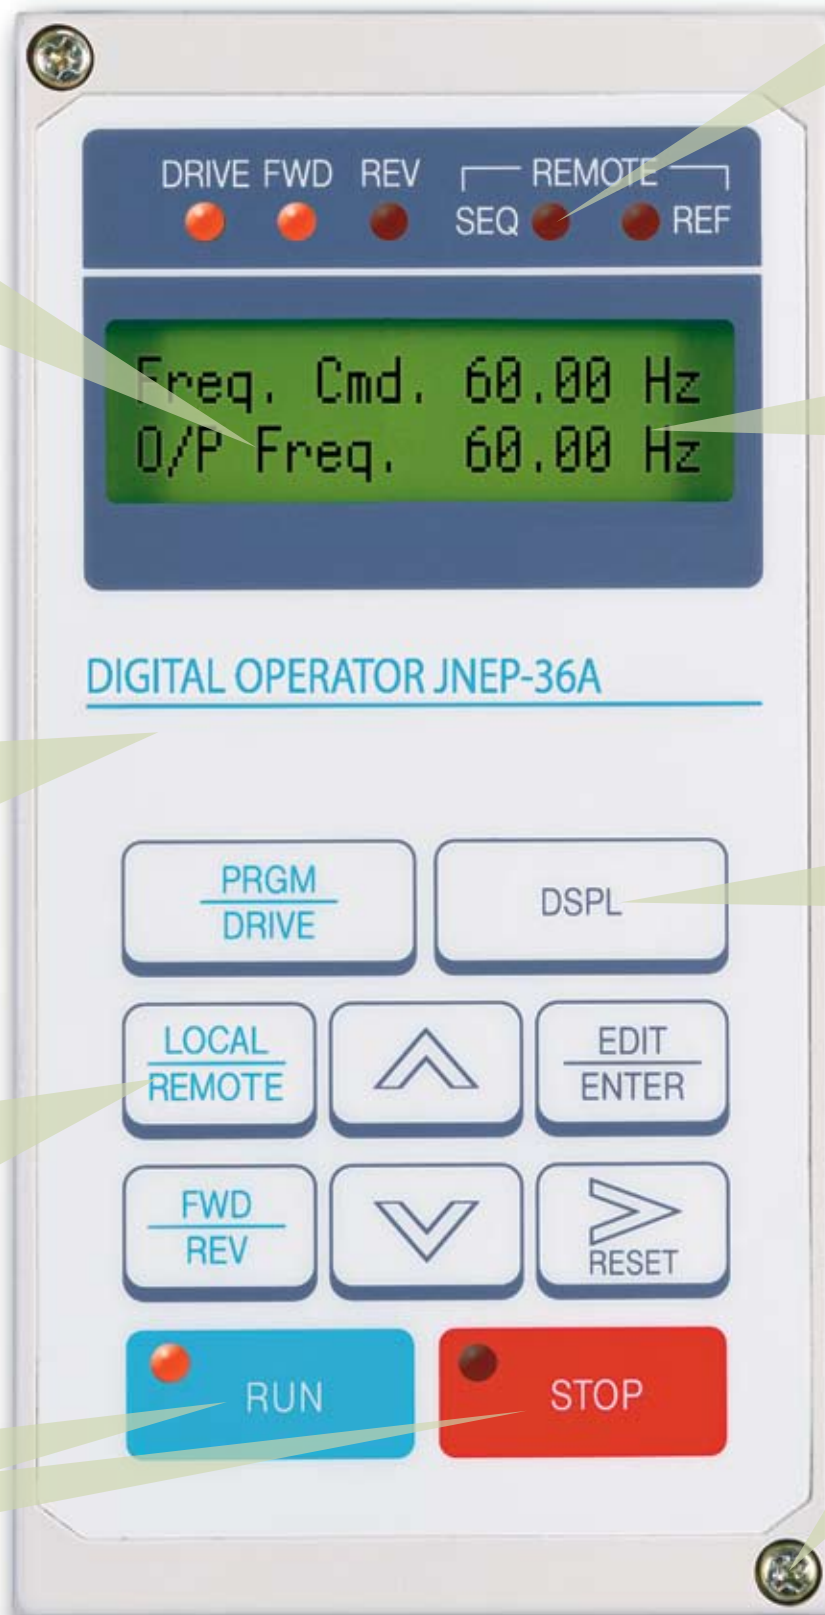 DRIVE FWD REV REMOTE
SEQ REF
Freq. Cmd. 60.00 Hz
O/P Freq. 60.00 Hz
DIGITAL OPERATOR JNEP-36A
PRGM
DRIVE
DSPL
LOCAL
REMOTE
EDIT
ENTER
FWD
REV
RESET
RUN
STOP